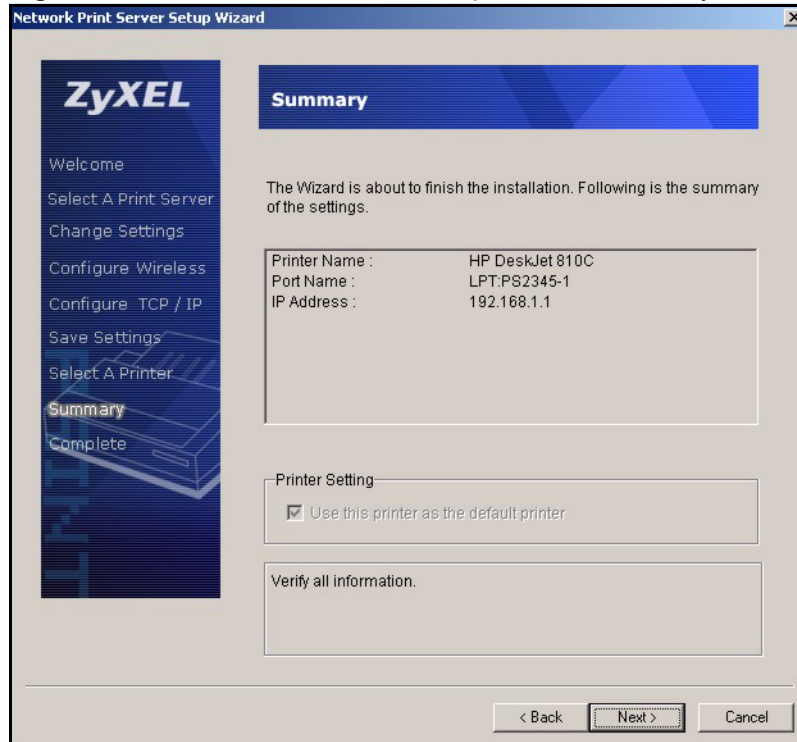 Network Print Server Setup Wizard
ZyXEL
Summary
Welcome
Select A Print Server
Change Settings
Configure Wireless
Configure TCP / IP
Save Settings
Select A Printer
Summary
Complete
The Wizard is about to finish the installation. Following is the summary
of the settings.
Printer Name : HP DeskJet 810C
Port Name : LPT:PS2345-1
IP Address : 192.168.1.1
Printer Setting
Use this printer as the default printer
Verify all information.
< Back Next > Cancel
PRINT